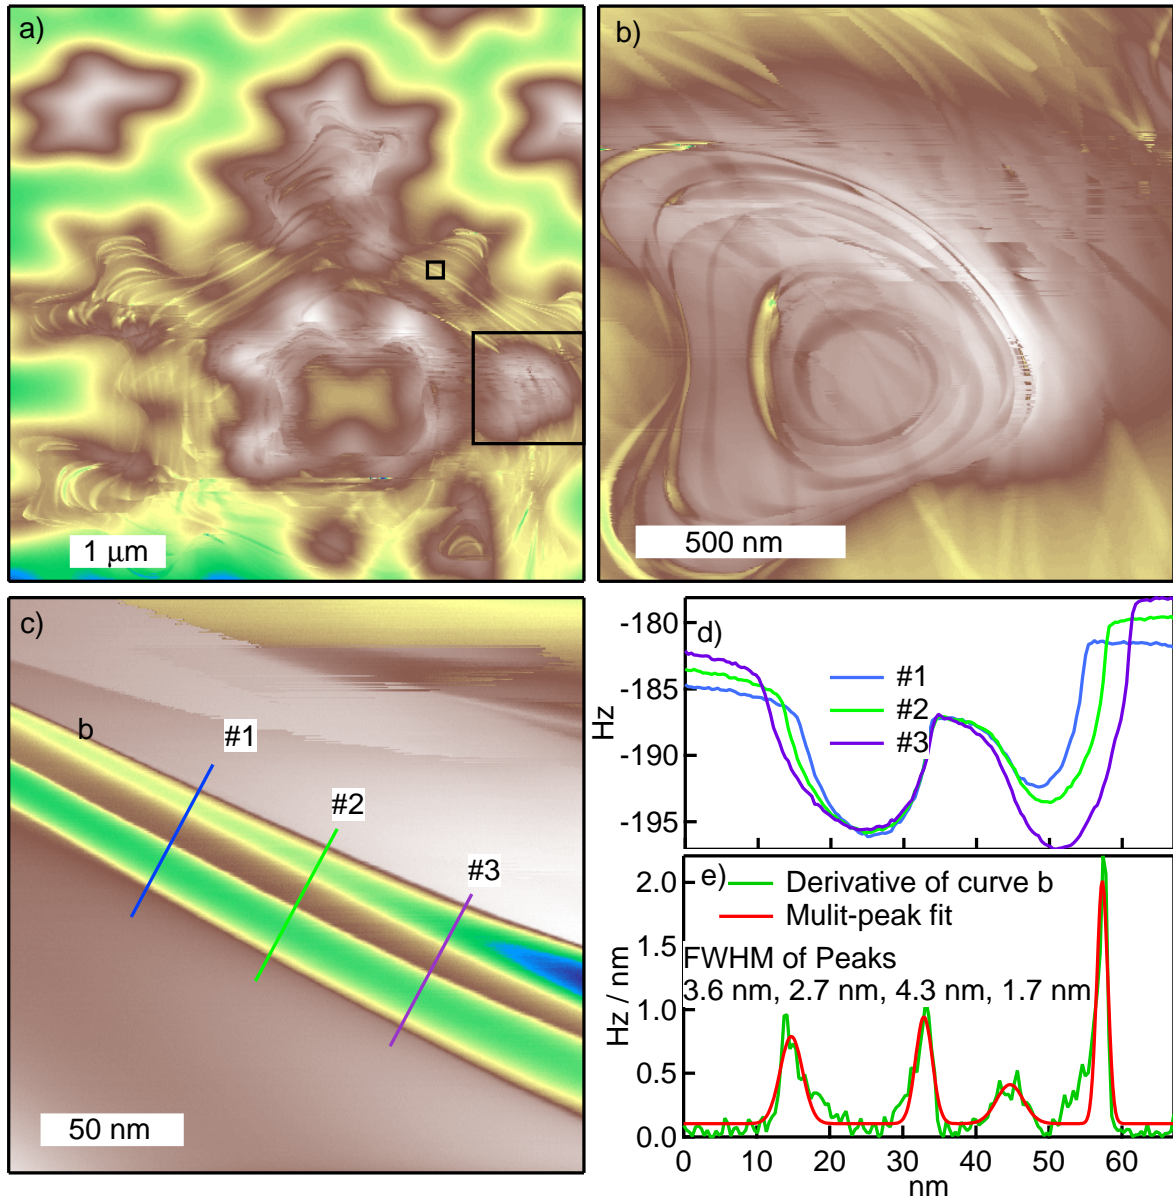 a)
1 μm
b)
500 nm
c)
b
#1
#2
#3
50 nm
d)
Hz
-180
-185
-190
-195
#1
#2
#3
e)
Hz / nm
2.0
1.5
1.0
0.5
0.0
Derivative of curve b
Mulit-peak fit
FWHM of Peaks
3.6 nm, 2.7 nm, 4.3 nm, 1.7 nm
0 10 20 30 40 50 60
nm